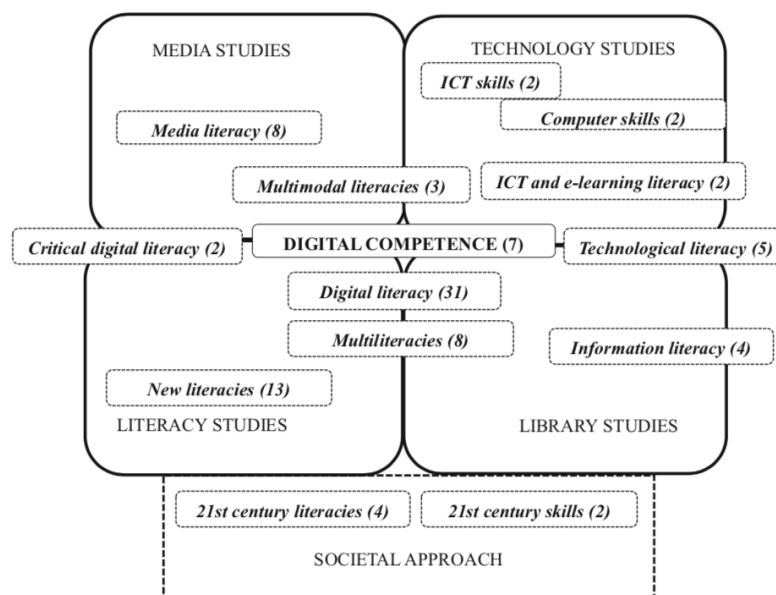 MEDIA STUDIES
TECHNOLOGY STUDIES
ICT skills (2)
Computer skills (2)
Media literacy (8)
Multimodal literacies (3)
ICT and e-learning literacy (2)
Critical digital literacy (2)
DIGITAL COMPETENCE (7)
Technological literacy (5)
Digital literacy (31)
Multiliteracies (8)
Information literacy (4)
New literacies (13)
LITERACY STUDIES
LIBRARY STUDIES
21st century literacies (4)
21st century skills (2)
SOCIETAL APPROACH